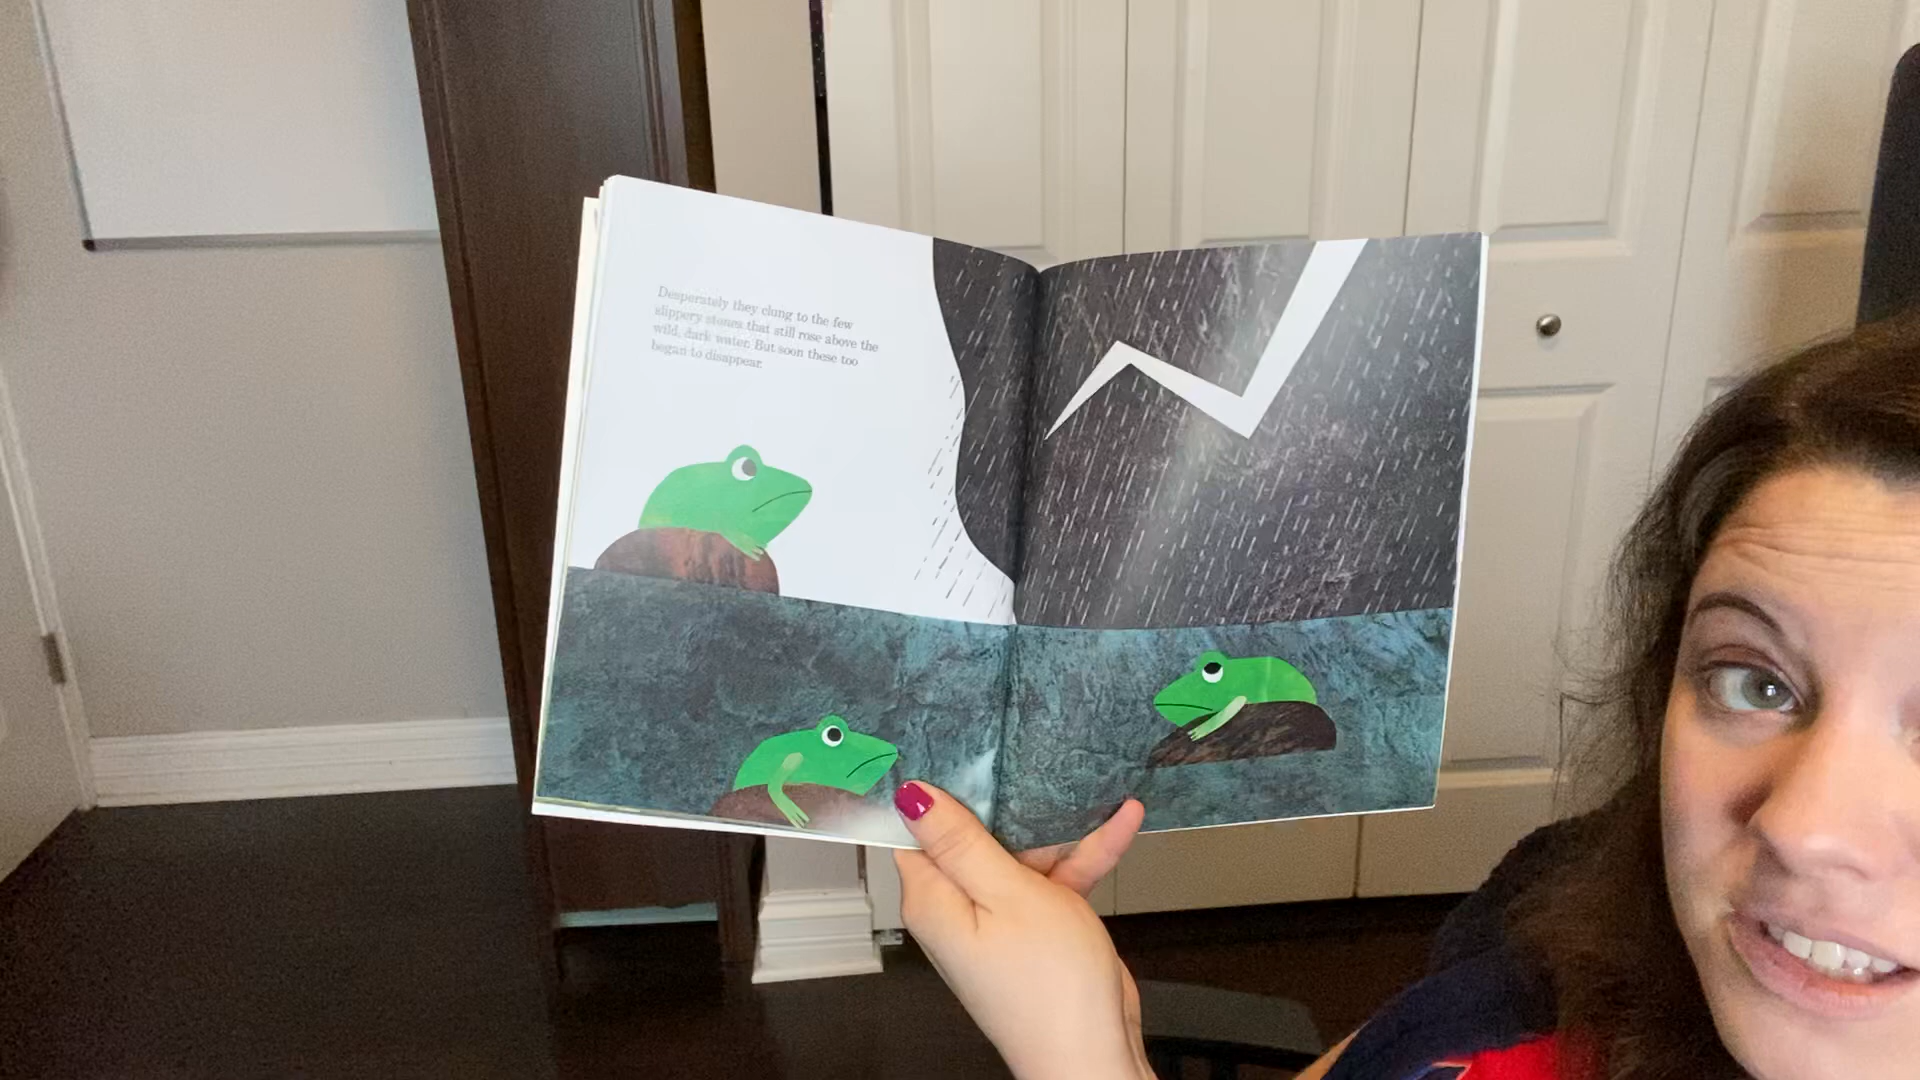 Desperately they clung to the few
slippery stones that still rose above the
wild, dark water. But soon these too
began to disappear.